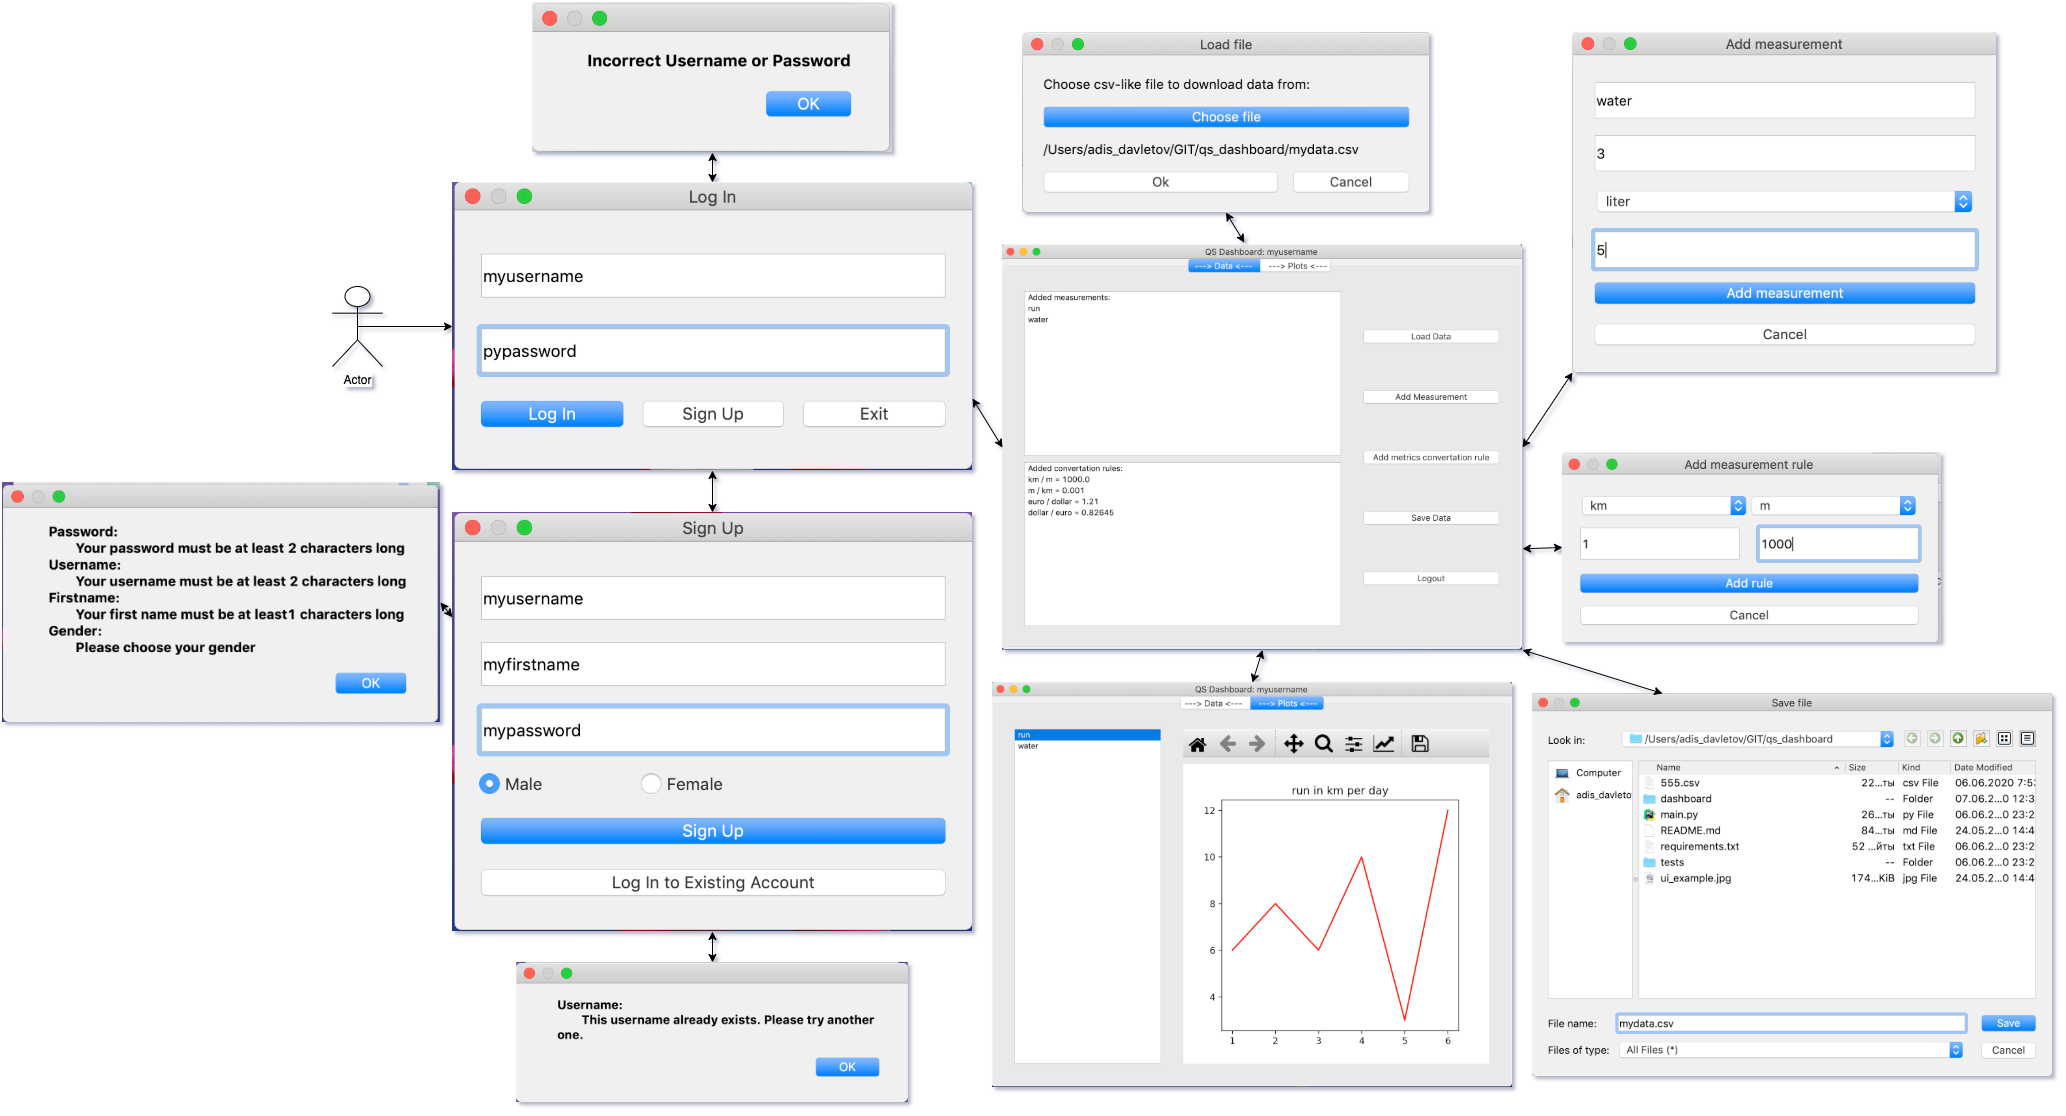 Incorrect Username or Password
OK
Log In
myusername
pypassword
Log In Sign Up Exit
Actor
Password:
Your password must be at least 2 characters long
Username:
Your username must be at least 2 characters long
Firstname:
Your first name must be at least1 characters long
Gender:
Please choose your gender
OK
Sign Up
myusername
myfirstname
mypassword
Male Female
Sign Up
Log In to Existing Account
Username:
This username already exists. Please try another
one.
OK
Load file
Choose csv-like file to download data from:
Choose file
/Users/adis_davletov/GIT/qs_dashboard/mydata.csv
Ok Cancel
QS Dashboard: myusername
---> Data <--- ---> Plots <---
Added measurements:
run
water
Load Data
Add Measurement
Add metrics convertation rule
Save Data
Logout
Added convertation rules:
km / m = 1000.0
m / km = 0.001
euro / dollar = 1.21
dollar / euro = 0.82645
QS Dashboard: myusername
---> Data <--- ---> Plots <---
run
water
run in km per day
12
10
8
6
4
1 2 3 4 5 6
Add measurement
water
3
liter
5
Add measurement
Cancel
Add measurement rule
km m
1 1000
Add rule
Cancel
Save file
Look in: /Users/adis_davletov/GIT/qs_dashboard
Computer
adis_davleto
Name Size Kind Date Modified
555.csv 22...ты csv File 06.06.2020 7:5
dashboard -- Folder 07.06.2...0 12:3
main.py 26...ты py File 06.06.2...0 23:2
README.md 84...ты md File 24.05.2...0 14:4
requirements.txt 52 ...йты txt File 06.06.2...0 23:2
tests -- Folder 06.06.2...0 23:2
ui_example.jpg 174...KiB jpg File 24.05.2...0 14:4
File name: mydata.csv Save
Files of type: All Files (*) Cancel